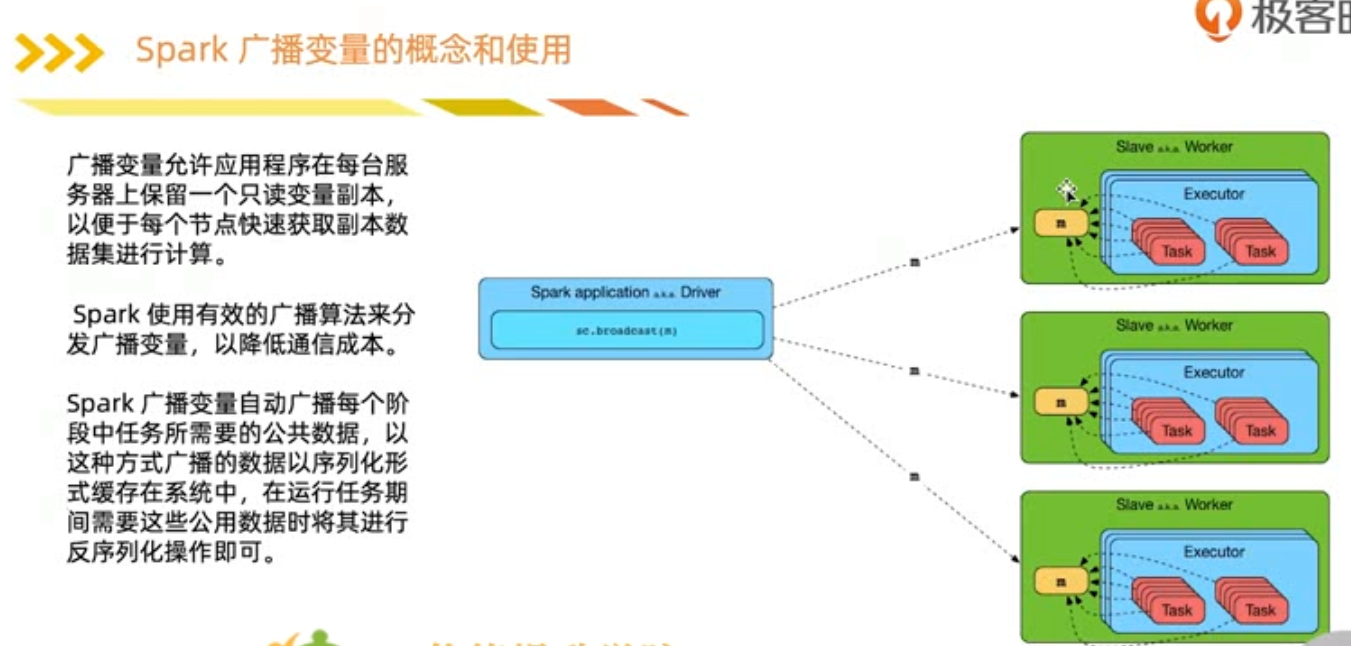 Spark 广播变量的概念和使用
极客
广播变量允许应用程序在每台服
务器上保留一个只读变量副本，
以便于每个节点快速获取副本数
据集进行计算。
Spark 使用有效的广播算法来分
发广播变量，以降低通信成本。
Spark 广播变量自动广播每个阶
段中任务所需要的公共数据，以
这种方式广播的数据以序列化形
式缓存在系统中，在运行任务期
间需要这些公用数据时将其进行
反序列化操作即可。
Spark application a.k.a. Driver
sc.broadcast(m)
m
m
m
Slave a.k.a. Worker
Executor
m
Task
Task
Slave a.k.a. Worker
Executor
m
Task
Task
Slave a.k.a. Worker
Executor
m
Task
Task